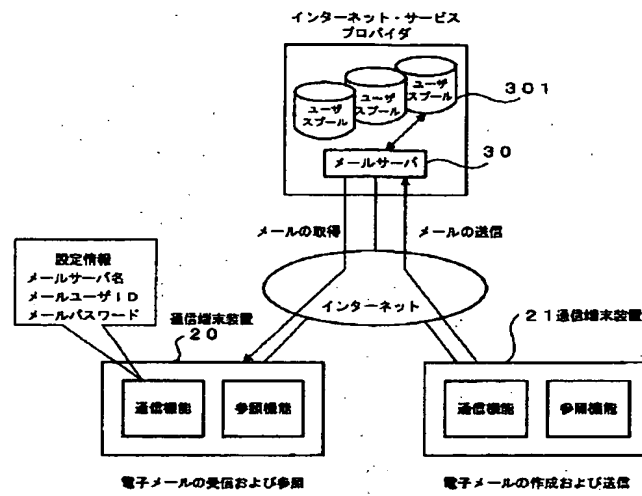 インターネット・サービス
プロバイダ
ユーザ
スプール
ユーザ
スプール
ユーザ
スプール
301
メールサーバ
30
メールの取得
メールの送信
設定情報
メールサーバ名
メールユーザID
メールパスワード
インターネット
通信端末装置
20
21通信端末装置
通信機能
参照機能
通信機能
参照機能
電子メールの受信および参照
電子メールの作成および送信